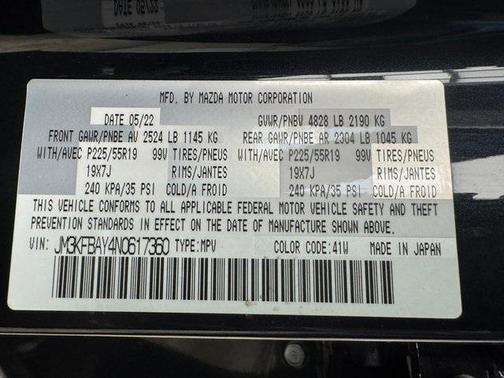 MFD. BY MAZDA MOTOR CORPORATION
DATE 05/22 GVWR/PNBV 4828 LB 2190 KG
FRONT GAWR/PNBE AV 2524 LB 1145 KG REAR GAWR/PNBE AR 2304 LB 1045 KG
WITH/AVEC P225/55R19 99V TIRES/PNEUS WITH/AVEC P225/55R19 99V TIRES/PNEUS
19X7J RIMS/JANTES 19X7J RIMS/JANTES
240 KPA/35 PSI COLD/A FROID 240 KPA/35 PSI COLD/A FROID
THIS VEHICLE CONFORMS TO ALL APPLICABLE FEDERAL MOTOR VEHICLE SAFETY AND THEFT
PREVENTION STANDARDS IN EFFECT ON THE DATE OF MANUFACTURE SHOWN ABOVE.
VIN: JM3KFBAY4N0617360 TYPE:MPV COLOR CODE:41W MADE IN JAPAN